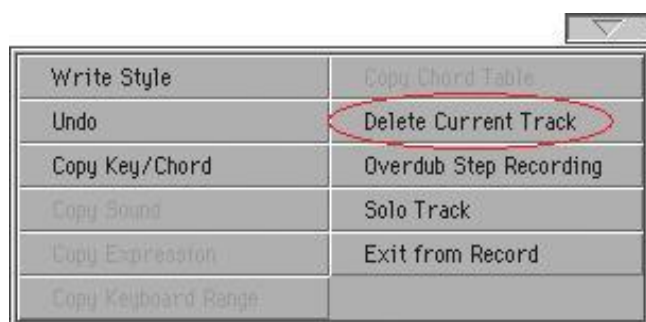 Write Style
Undo
Copy Key/Chord
Copy Sound
Copy Expression
Copy Keyboard Range
Copy Chord Table
Delete Current Track
Overdub Step Recording
Solo Track
Exit from Record